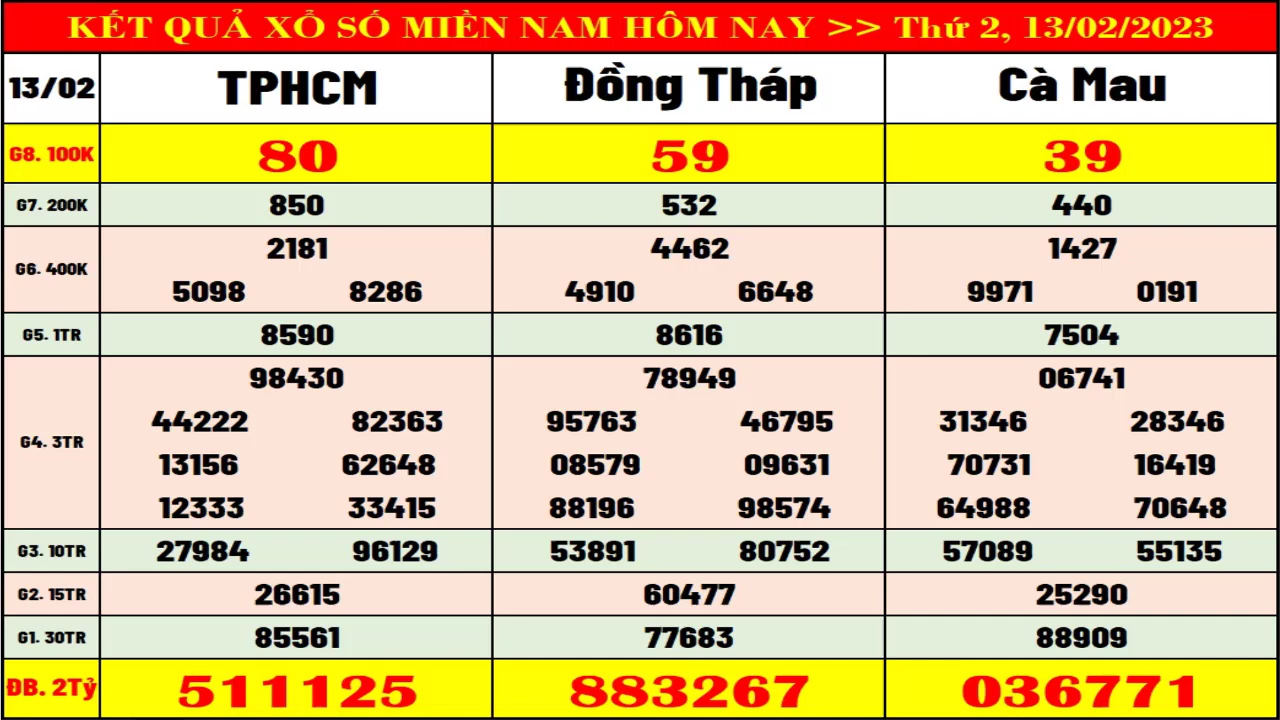 KẾT QUẢ XỔ SỐ MIỀN NAM HÔM NAY >> Thứ 2, 13/02/2023
13/02 TPHCM Đồng Tháp Cà Mau
G8. 100K 80 59 39
G7. 200K 850 532 440
2181 4462 1427
G6. 400K
5098 8286 4910 6648 9971 0191
G5. 1TR 8590 8616 7504
98430 78949 06741
44222 82363 95763 46795 31346 28346
G4. 3TR
13156 62648 08579 09631 70731 16419
12333 33415 88196 98574 64988 70648
G3. 10TR 27984 96129 53891 80752 57089 55135
G2. 15TR 26615 60477 25290
G1. 30TR 85561 77683 88909
ĐB. 2Tỷ 511125 883267 036771